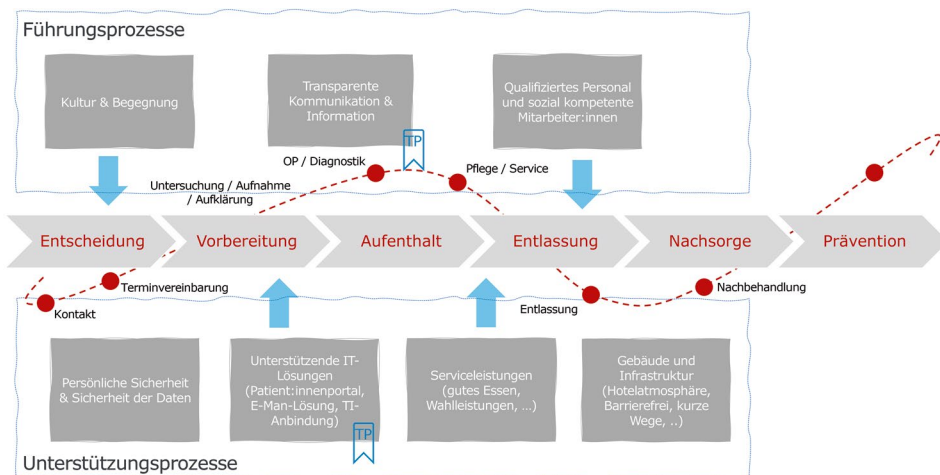 Führungsprozesse
Kultur & Begegnung
Transparente
Kommunikation &
Information
TP
Qualifiziertes Personal
und sozial kompetente
Mitarbeiter:innen
OP / Diagnostik
Pflege / Service
Untersuchung / Aufnahme
/ Aufklärung
Entscheidung
Vorbereitung
Aufenthalt
Entlassung
Nachsorge
Prävention
Terminvereinbarung
Kontakt
Entlassung
Nachbehandlung
Persönliche Sicherheit
& Sicherheit der Daten
Unterstützende IT-
Lösungen
(Patient:innenportal,
E-Man-Lösung, TI-
Anbindung)
TP
Serviceleistungen
(gutes Essen,
Wahlleistungen, …)
Gebäude und
Infrastruktur
(Hotelatmosphäre,
Barrierefrei, kurze
Wege, ..)
Unterstützungsprozesse